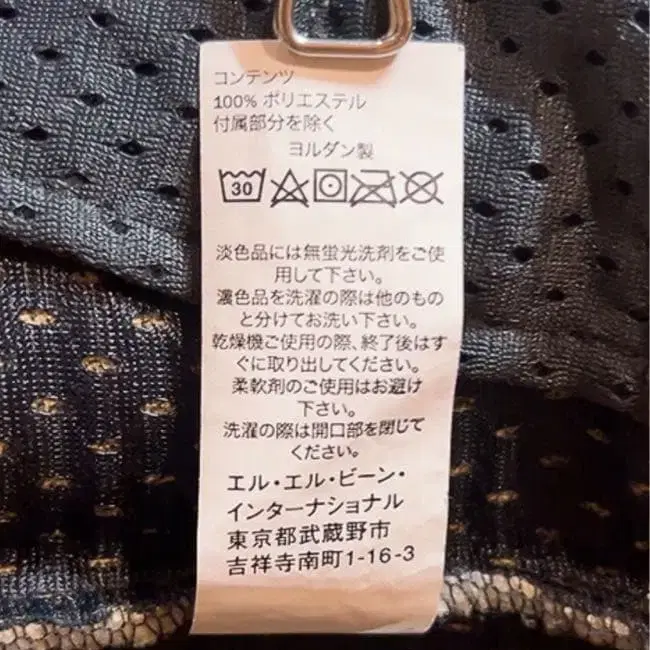 コンテンツ
100% ポリエステル
付属部分を除く
ヨルダン製
30
淡色品には無蛍光洗剤をご使
用して下さい。
濃色品を洗濯の際は他のもの
と分けてお洗い下さい。
乾燥機ご使用の際、終了後はす
ぐに取り出してください。
柔軟剤のご使用はお避け
下さい。
洗濯の際は開口部を閉じて
ください。
エル・エル・ビーン・
インターナショナル
東京都武蔵野市
吉祥寺南町1-16-3